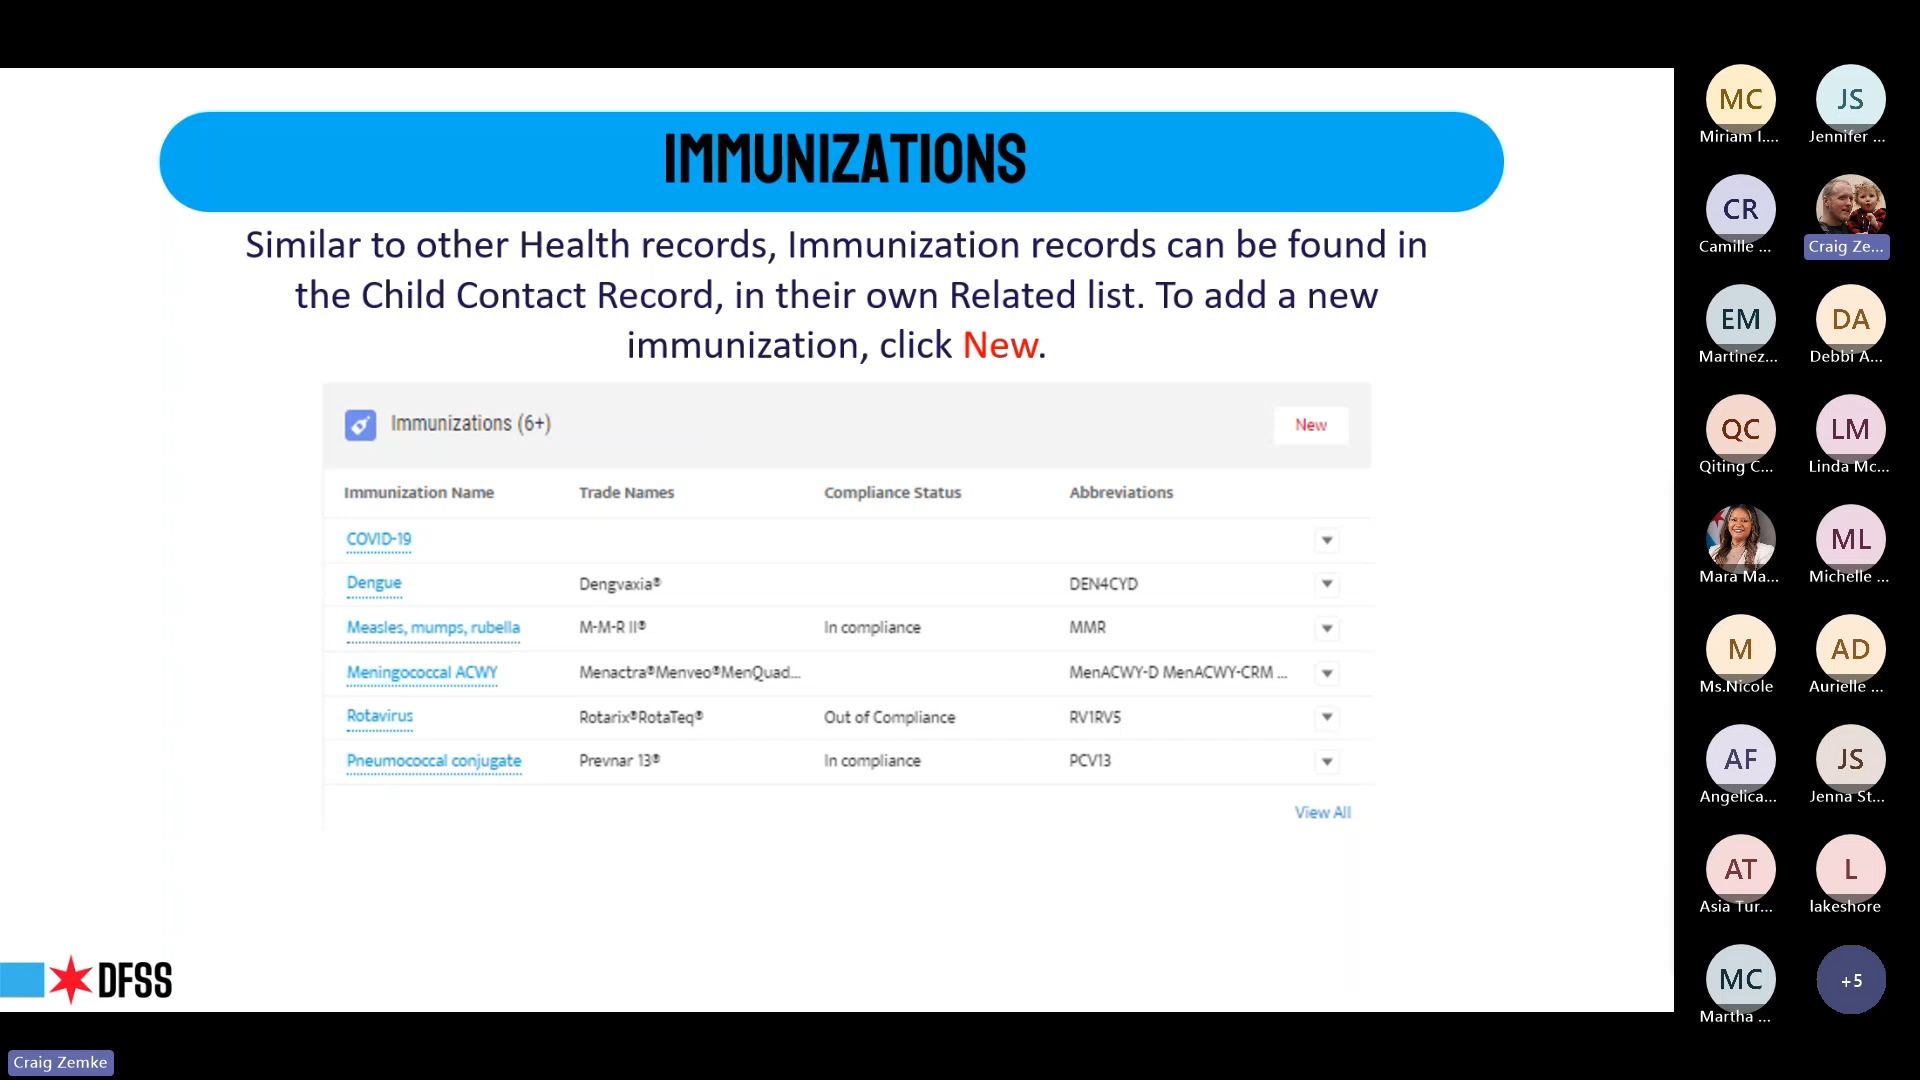 IMMUNIZATIONS
Similar to other Health records, Immunization records can be found in
the Child Contact Record, in their own Related list. To add a new
immunization, click New.
Immunizations (6+) New
Immunization Name Trade Names Compliance Status Abbreviations
COVID-19
Dengue Dengvaxia® DEN4CYD
Measles, mumps, rubella M-M-R II® In compliance MMR
Meningococcal ACWY Menactra®Menveo®MenQuad... MenACWY-D MenACWY-CRM ...
Rotavirus Rotarix®RotaTeq® Out of Compliance RV1RV5
Pneumococcal conjugate Prevnar 13® In compliance PCV13
View All
DFSS
Craig Zemke
MC JS
Miriam I.... Jennifer ...
CR
Camille ... Craig Ze...
EM DA
Martinez... Debbi A...
QC LM
Qiting C... Linda Mc...
ML
Mara Ma... Michelle ...
M AD
Ms.Nicole Aurielle ...
AF JS
Angelica... Jenna St...
AT L
Asia Tur... lakeshore
MC +5
Martha ...